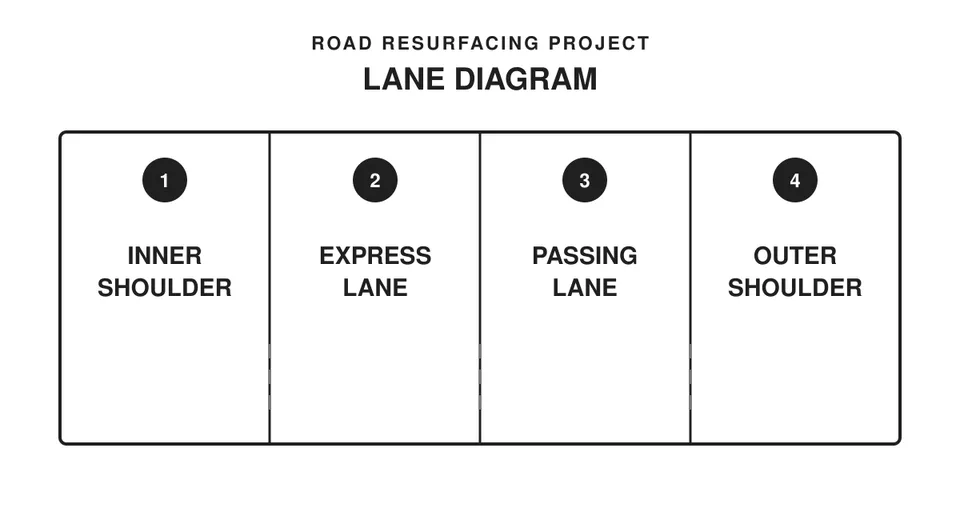 ROAD RESURFACING PROJECT
LANE DIAGRAM
1
INNER
SHOULDER
2
EXPRESS
LANE
3
PASSING
LANE
4
OUTER
SHOULDER